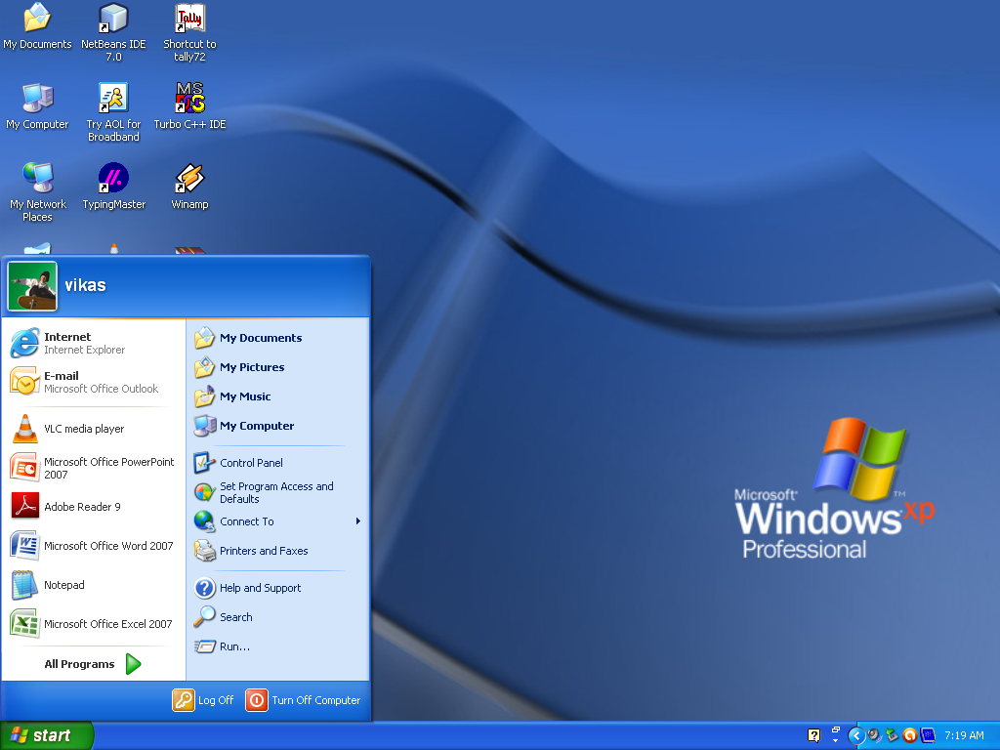 My Documents
NetBeans IDE
7.0
Tally
Shortcut to
tally72
My Computer
Try AOL for
Broadband
MS
DOS
Turbo C++ IDE
My Network
Places
TypingMaster
Winamp
vikas
Internet
Internet Explorer
E-mail
Microsoft Office Outlook
VLC media player
Microsoft Office PowerPoint
2007
Adobe Reader 9
Microsoft Office Word 2007
Notepad
Microsoft Office Excel 2007
All Programs
My Documents
My Pictures
My Music
My Computer
Control Panel
Set Program Access and
Defaults
Connect To
Printers and Faxes
Help and Support
Search
Run...
Log Off
Turn Off Computer
Microsoft®
Windows xp
Professional
TM
start
7:19 AM